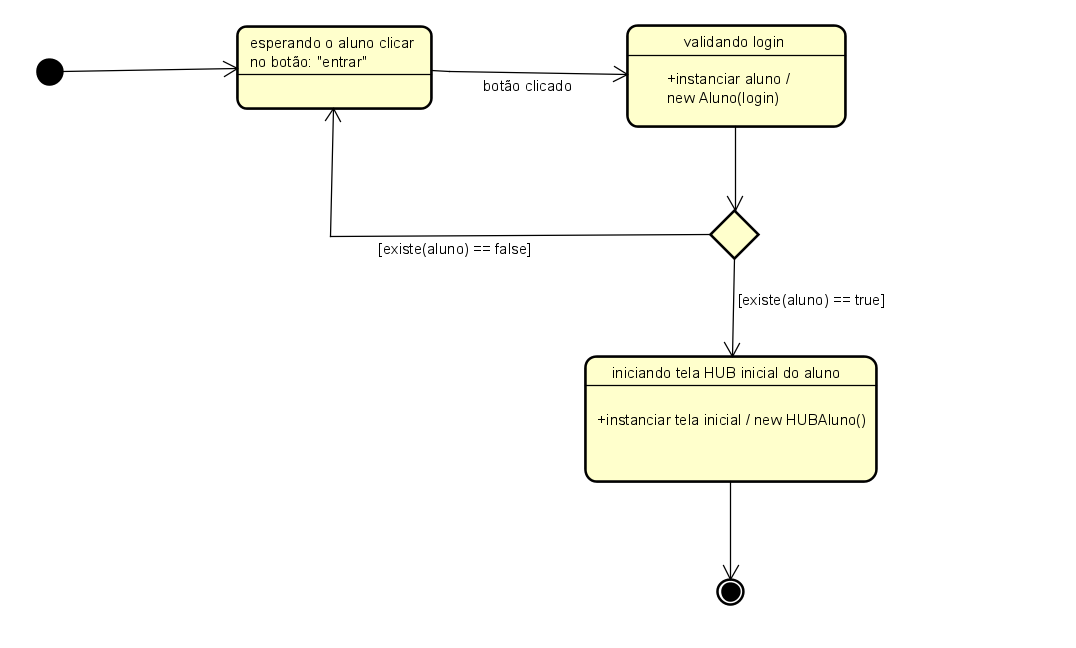 esperando o aluno clicar
no botão: "entrar"
botão clicado
validando login
+instanciar aluno /
new Aluno(login)
[existe(aluno) == false]
[existe(aluno) == true]
iniciando tela HUB inicial do aluno
+instanciar tela inicial / new HUBAluno()